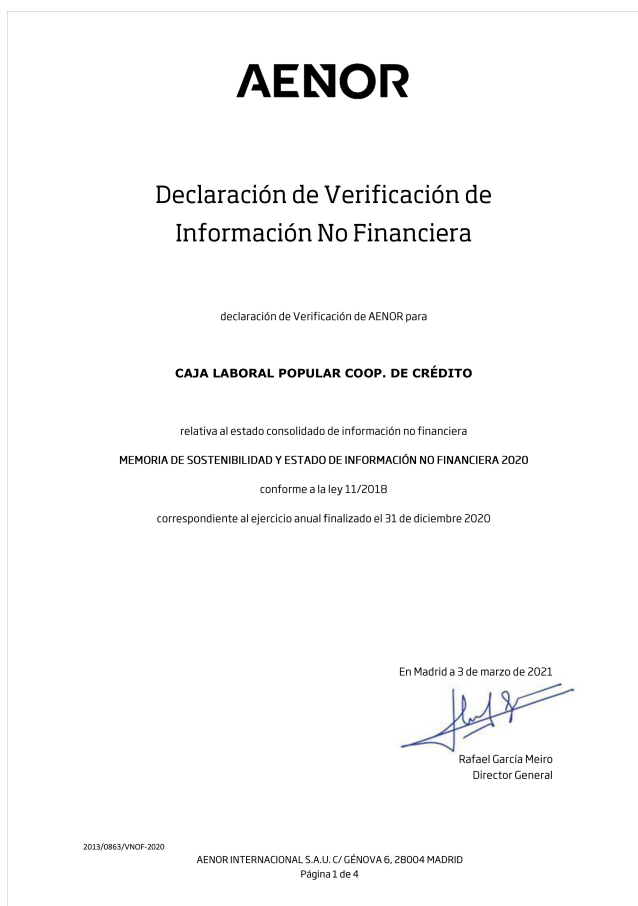 AENOR
Declaración de Verificación de
Información No Financiera
declaración de Verificación de AENOR para
CAJA LABORAL POPULAR COOP. DE CRÉDITO
relativa al estado consolidado de información no financiera
MEMORIA DE SOSTENIBILIDAD Y ESTADO DE INFORMACIÓN NO FINANCIERA 2020
conforme a la ley 11/2018
correspondiente al ejercicio anual finalizado el 31 de diciembre 2020
En Madrid a 3 de marzo de 2021
Rafael García Meiro
Director General
2013/0863/VNOF-2020
AENOR INTERNACIONAL S.A.U. C/ GÉNOVA 6, 28004 MADRID
Página 1 de 4